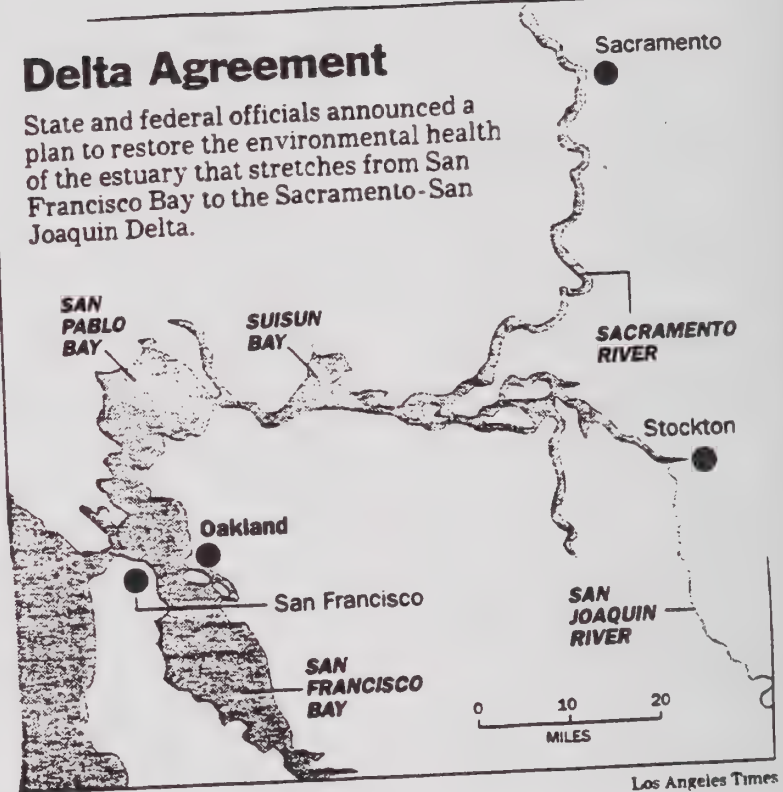 Delta Agreement
State and federal officials announced a
plan to restore the environmental health
of the estuary that stretches from San
Francisco Bay to the Sacramento-San
Joaquin Delta.
Sacramento
SAN
PABLO
BAY
SUISUN
BAY
SACRAMENTO
RIVER
Stockton
Oakland
San Francisco
SAN
JOAQUIN
RIVER
SAN
FRANCISCO
BAY
0 10 20
MILES
Los Angeles Times